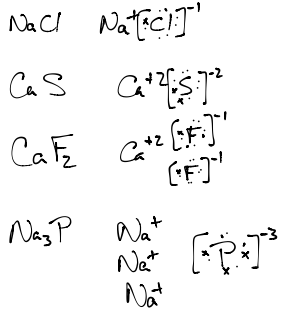 NaCl Na⁺[Cl]⁻¹
CaS Ca⁺²[S]⁻²
CaF₂ Ca⁺²[F]⁻¹
[F]⁻¹
Na₃P Na⁺
Na⁺ [P]⁻³
Na⁺